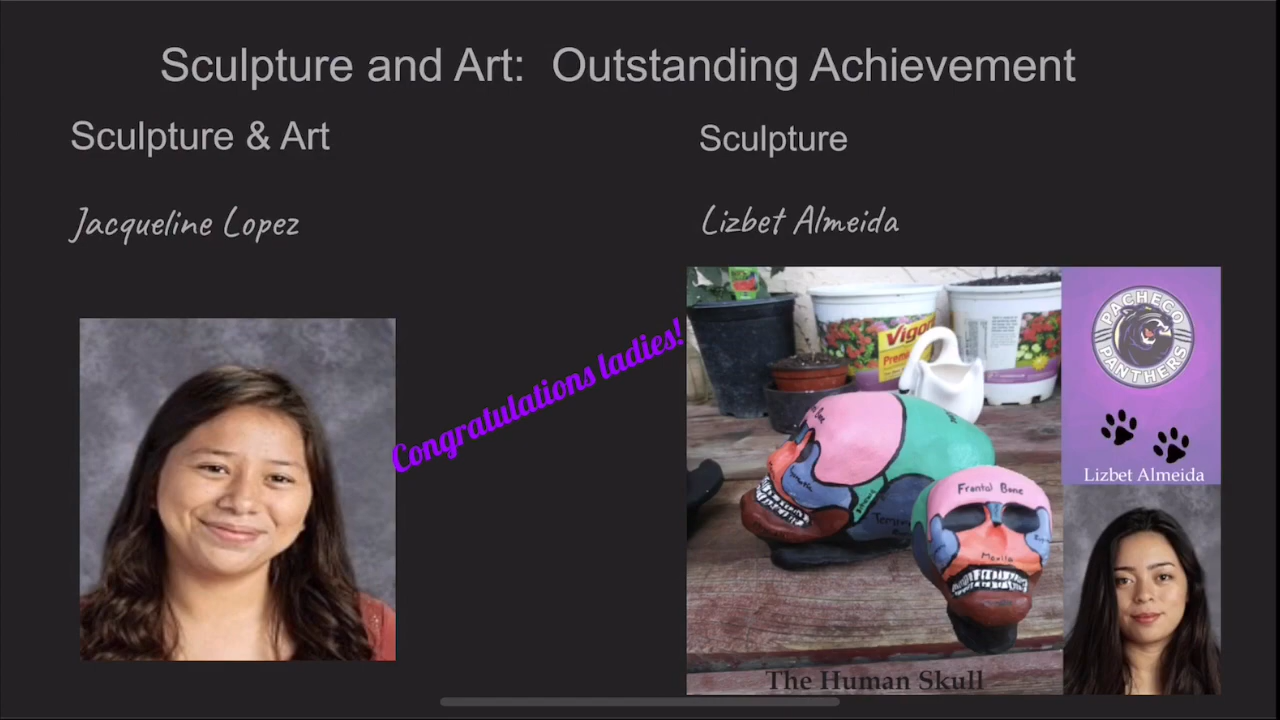 Sculpture and Art: Outstanding Achievement
Sculpture & Art
Jacqueline Lopez
Congratulations ladies!
Sculpture
Lizbet Almeida
Vigoro
Frontal Bone
Maxilla
PACHECO
PANTHERS
Lizbet Almeida
The Human Skull